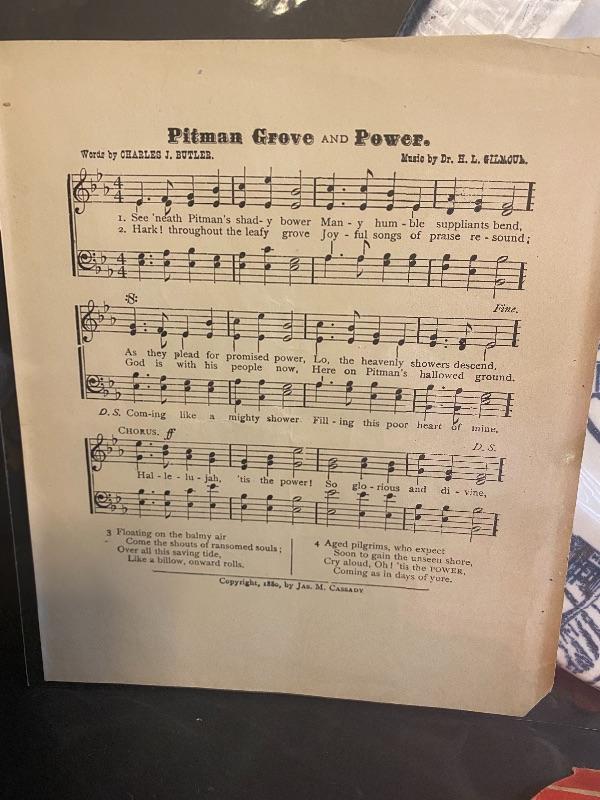 Pitman Grove AND Power.
Words by CHARLES J. BUTLER. Music by Dr. H. L. GILMOUR.
1. See 'neath Pitman's shad-y bower Man-y hum-ble suppliants bend,
2. Hark! throughout the leafy grove Joy-ful songs of praise re-sound;
:S: Fine.
As they plead for promised power, Lo, the heavenly showers descend,
God is with his people now, Here on Pitman's hallowed ground.
D. S. Com-ing like a mighty shower Fill-ing this poor heart of mine.
CHORUS. ff D. S.
Hal-le-lu-jah, 'tis the power! So glo-rious and di-vine,
3 Floating on the balmy air
Come the shouts of ransomed souls;
Over all this saving tide,
Like a billow, onward rolls.
4 Aged pilgrims, who expect
Soon to gain the unseen shore,
Cry aloud, Oh! 'tis the POWER,
Coming as in days of yore.
Copyright, 1880, by JAS. M. CASSADY